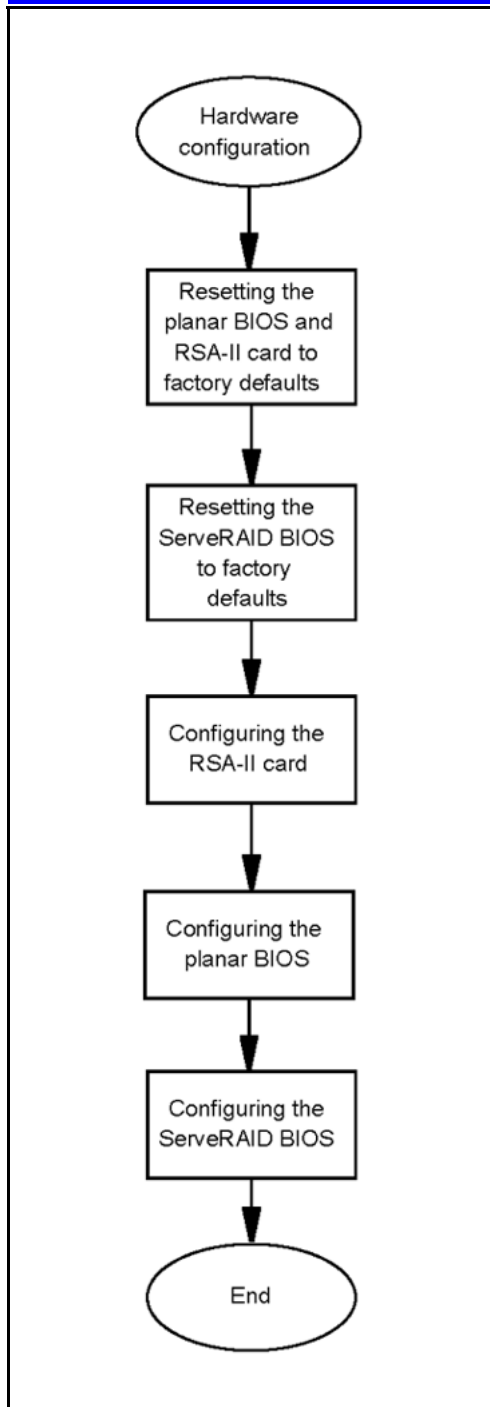 Hardware
configuration
Resetting the
planar BIOS and
RSA-II card to
factory defaults
Resetting the
ServeRAID BIOS
to factory
defaults
Configuring the
RSA-II card
Configuring the
planar BIOS
Configuring the
ServeRAID BIOS
End